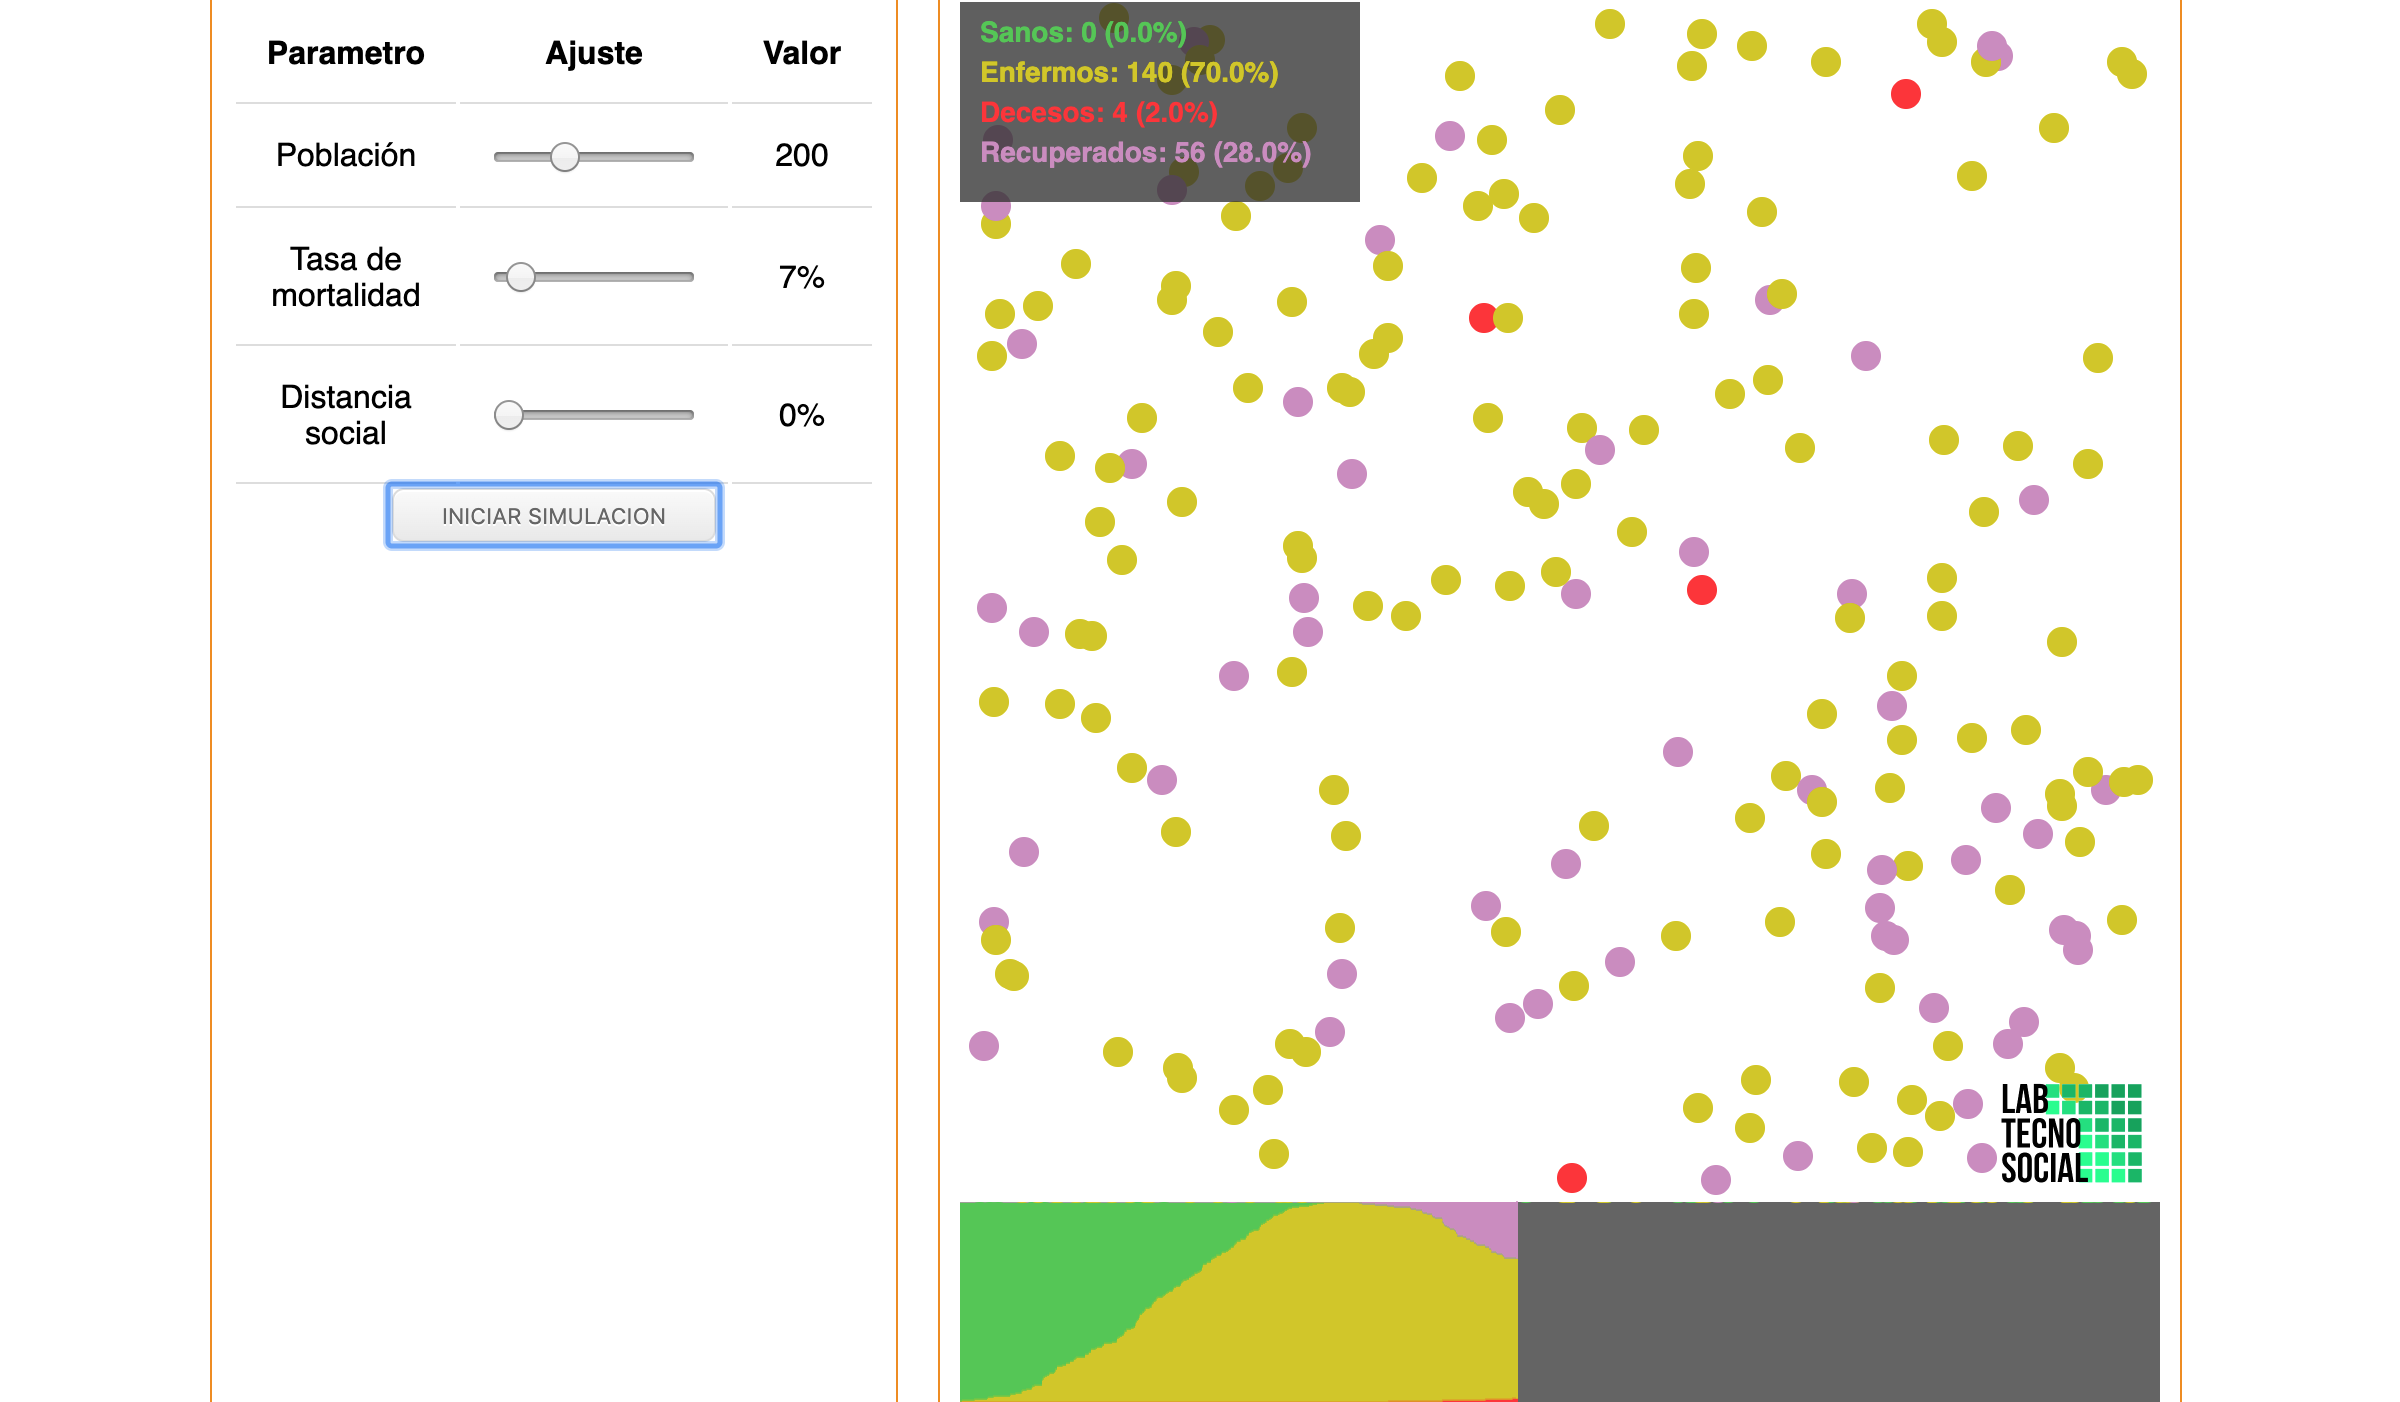 Parametro Ajuste Valor
Población 200
Tasa de
mortalidad 7%
Distancia
social 0%
INICIAR SIMULACION
Sanos: 0 (0.0%)
Enfermos: 140 (70.0%)
Decesos: 4 (2.0%)
Recuperados: 56 (28.0%)
LAB
TECNO
SOCIAL